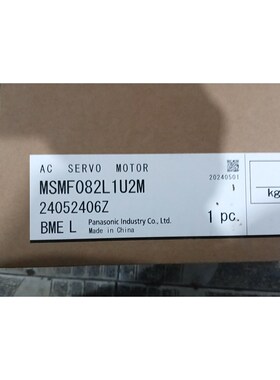 AC SERVO MOTOR
MSMF082L1U2M
20240501
24052406Z
1 pc.
BME L
Panasonic Industry Co., Ltd.
Made in China
kg